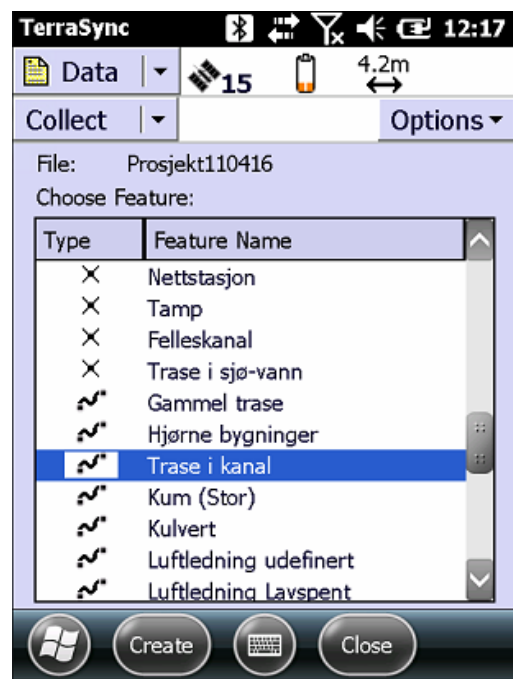 TerraSync 12:17
Data 15 4.2m
Collect Options
File: Prosjekt110416
Choose Feature:
Type Feature Name
Nettstasjon
Tamp
Felleskanal
Trase i sjø-vann
Gammel trase
Hjørne bygninger
Trase i kanal
Kum (Stor)
Kulvert
Luftledning udefinert
Luftledning Lavspent
Create Close